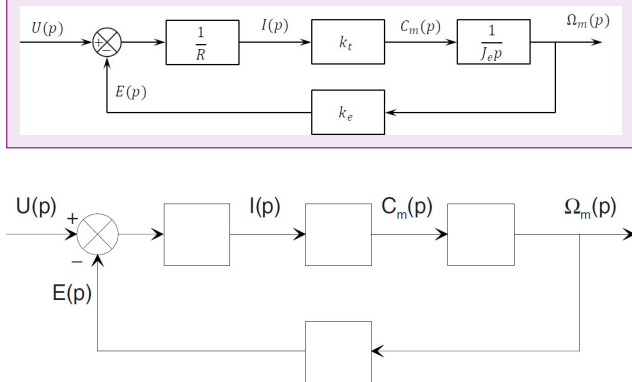 U(p)
+
−
1/R
I(p)
k_t
C_m(p)
1/(J_e p)
Ω_m(p)
E(p)
k_e
U(p)
+
−
I(p)
C_m(p)
Ω_m(p)
E(p)